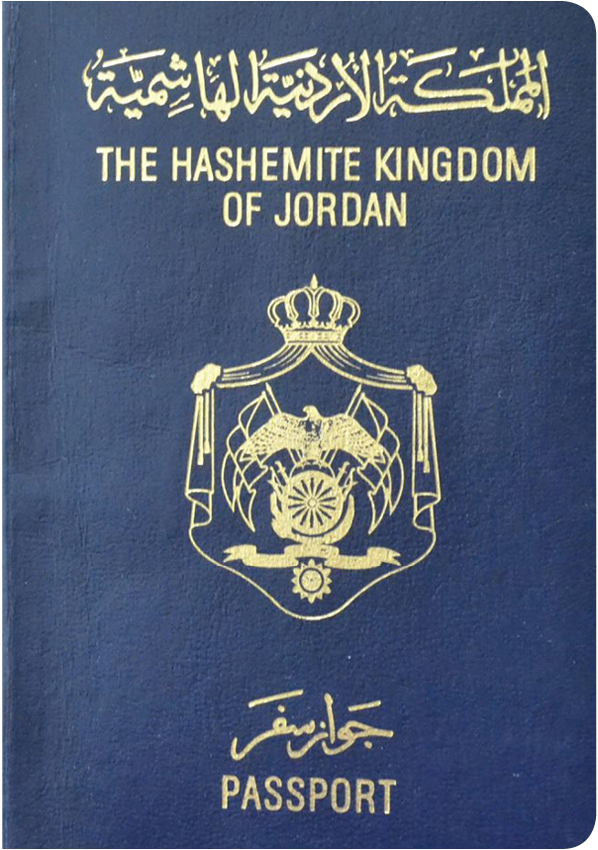 المملكة الأردنية الهاشمية
THE HASHEMITE KINGDOM
OF JORDAN
جواز سفر
PASSPORT